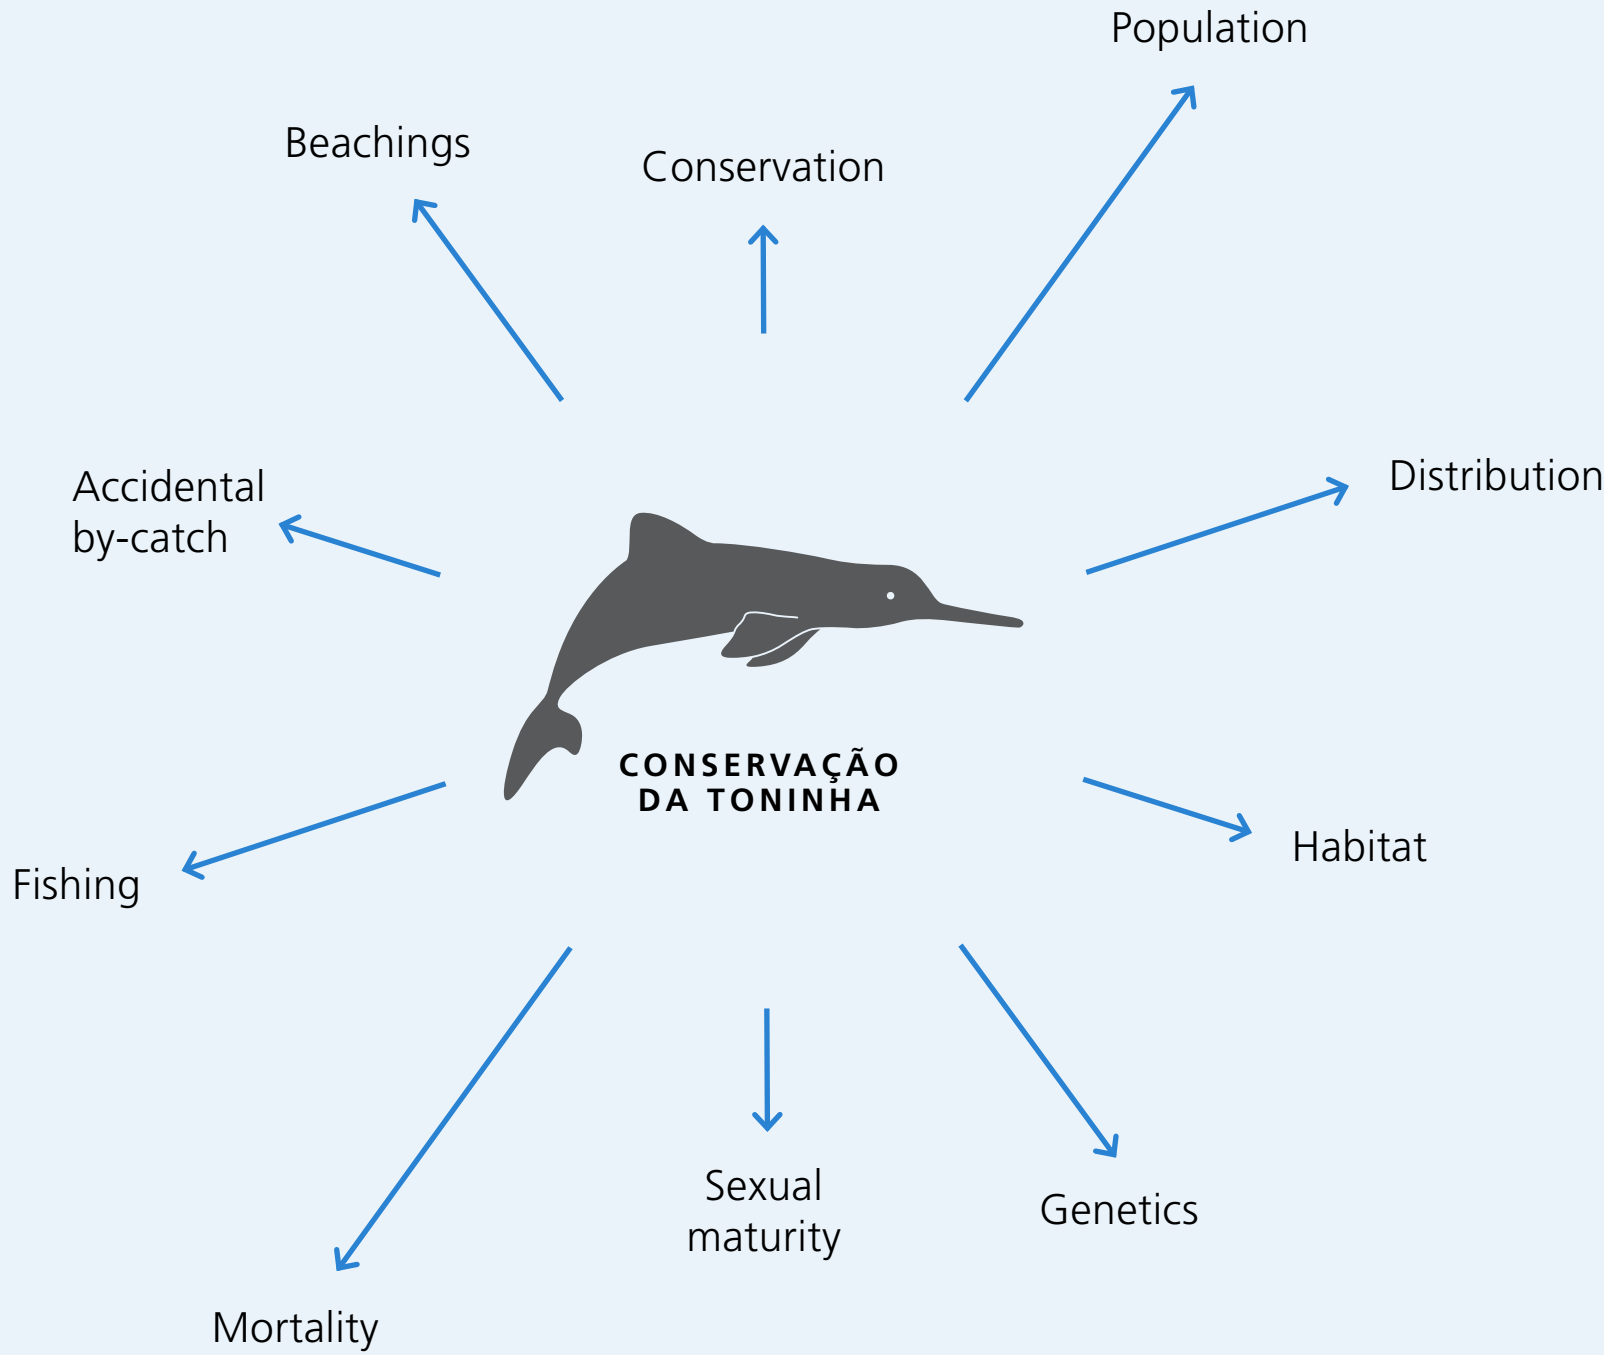 Population
Beachings
Conservation
Distribution
Accidental
by-catch
CONSERVAÇÃO
DA TONINHA
Habitat
Fishing
Sexual
maturity
Genetics
Mortality